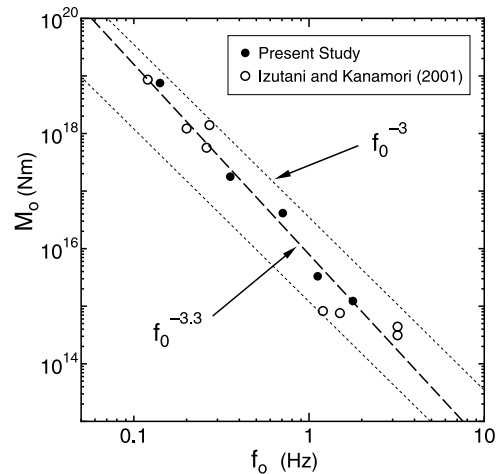 10^20
10^18
10^16
10^14
M_o (Nm)
● Present Study
○ Izutani and Kanamori (2001)
f_0^−3
f_0^−3.3
0.1
1
10
f_o (Hz)